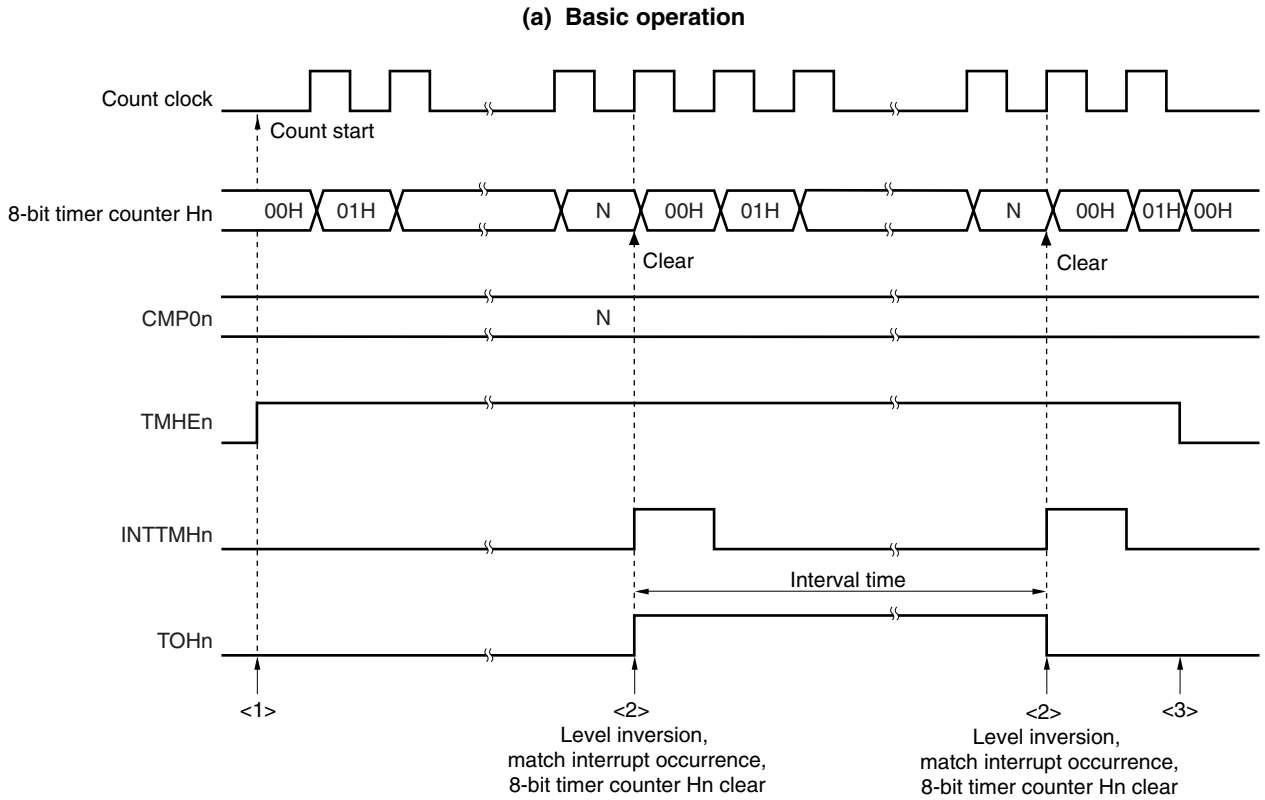 (a) Basic operation
Count clock
Count start
8-bit timer counter Hn
00H 01H N 00H 01H N 00H 01H 00H
Clear
Clear
CMP0n
N
TMHEn
INTTMHn
Interval time
TOHn
<1> <2> <2> <3>
Level inversion,
match interrupt occurrence,
8-bit timer counter Hn clear
Level inversion,
match interrupt occurrence,
8-bit timer counter Hn clear